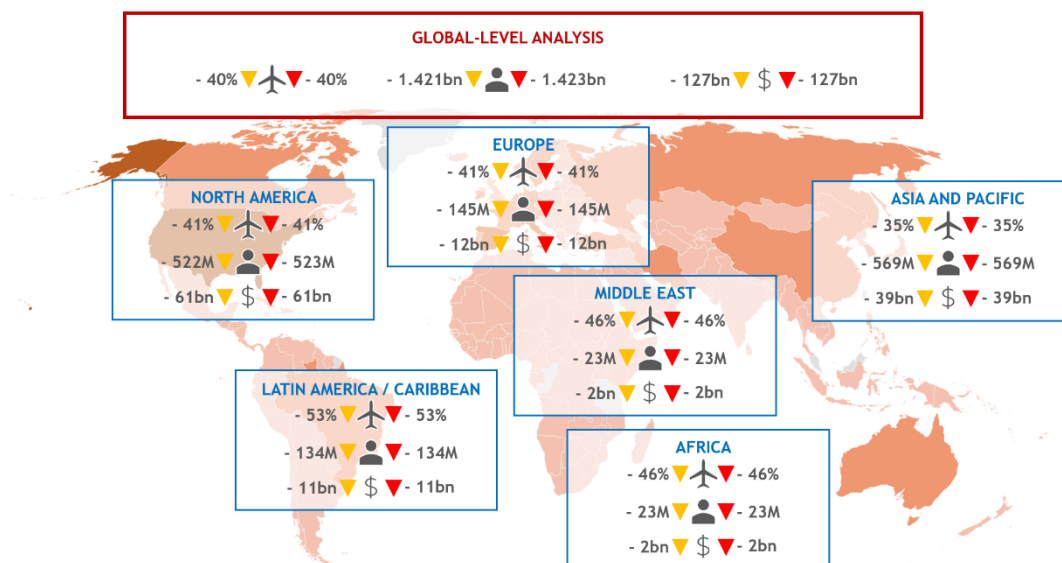 GLOBAL-LEVEL ANALYSIS
- 40% - 40% - 1.421bn - 1.423bn - 127bn $ - 127bn
EUROPE
- 41% - 41%
- 145M - 145M
- 12bn $ - 12bn
NORTH AMERICA
- 41% - 41%
- 522M - 523M
- 61bn $ - 61bn
ASIA AND PACIFIC
- 35% - 35%
- 569M - 569M
- 39bn $ - 39bn
MIDDLE EAST
- 46% - 46%
- 23M - 23M
- 2bn $ - 2bn
LATIN AMERICA / CARIBBEAN
- 53% - 53%
- 134M - 134M
- 11bn $ - 11bn
AFRICA
- 46% - 46%
- 23M - 23M
- 2bn $ - 2bn